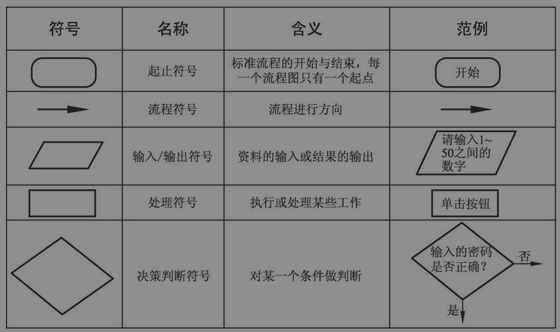 符号 名称 含义 范例
起止符号 标准流程的开始与结束，每
一个流程图只有一个起点 开始
流程符号 流程进行方向
输入/输出符号 资料的输入或结果的输出 请输入1~
50之间的
数字
处理符号 执行或处理某些工作 单击按钮
决策判断符号 对某一个条件做判断 输入的密码
是否正确？ 否
是